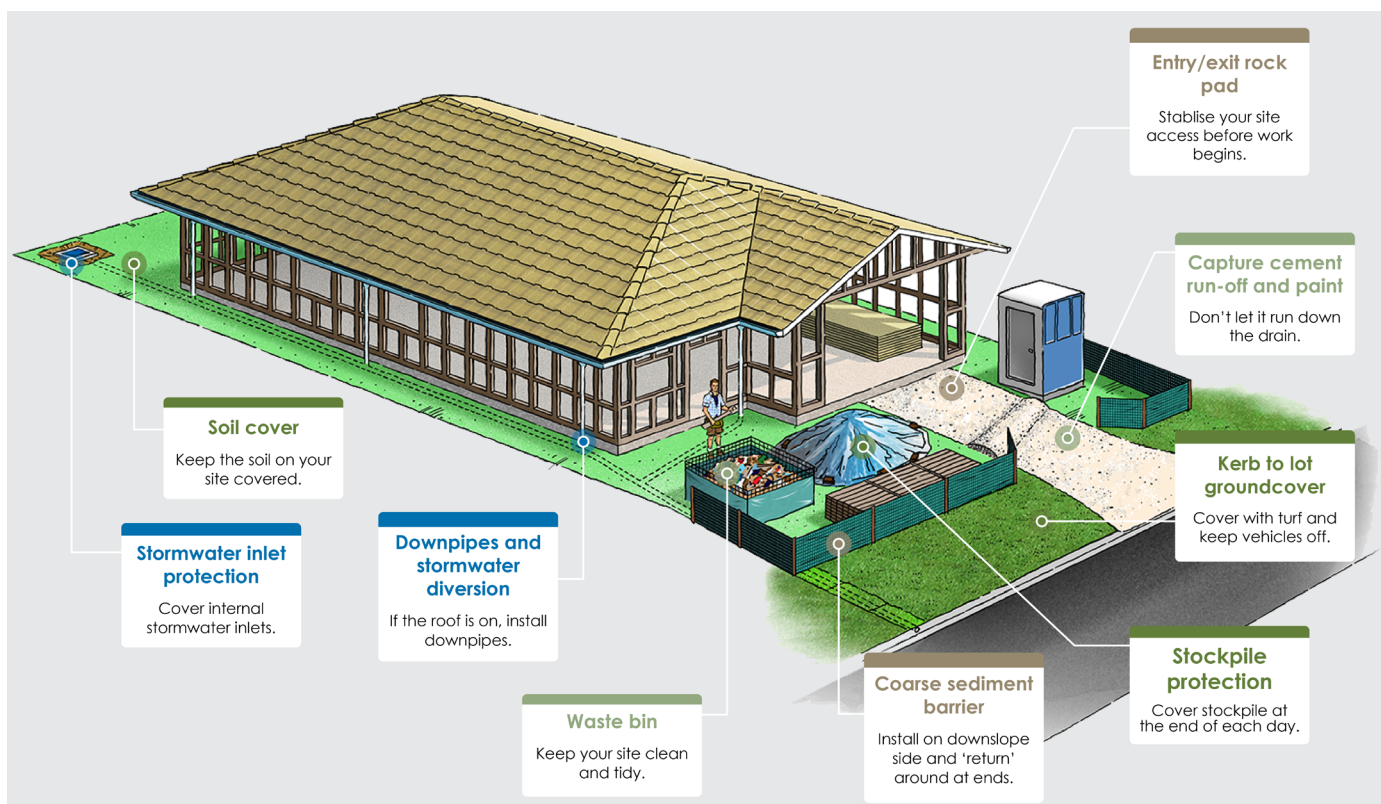 Entry/exit rock
pad
Stablise your site
access before work
begins.
Capture cement
run-off and paint
Don’t let it run down
the drain.
Soil cover
Keep the soil on your
site covered.
Kerb to lot
groundcover
Cover with turf and
keep vehicles off.
Stormwater inlet
protection
Cover internal
stormwater inlets.
Downpipes and
stormwater
diversion
If the roof is on, install
downpipes.
Stockpile
protection
Cover stockpile at
the end of each day.
Coarse sediment
barrier
Install on downslope
side and ‘return’
around at ends.
Waste bin
Keep your site clean
and tidy.